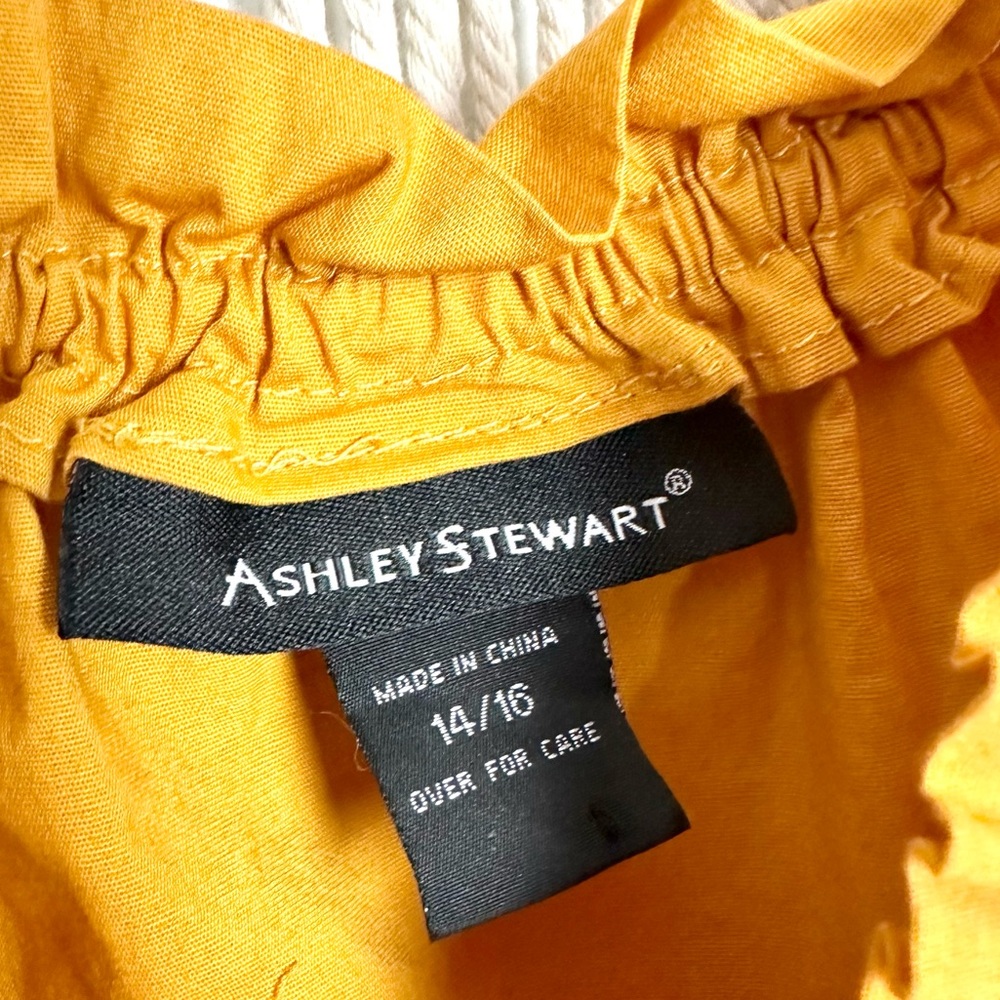 ASHLEY STEWART®
MADE IN CHINA
14/16
OVER FOR CARE